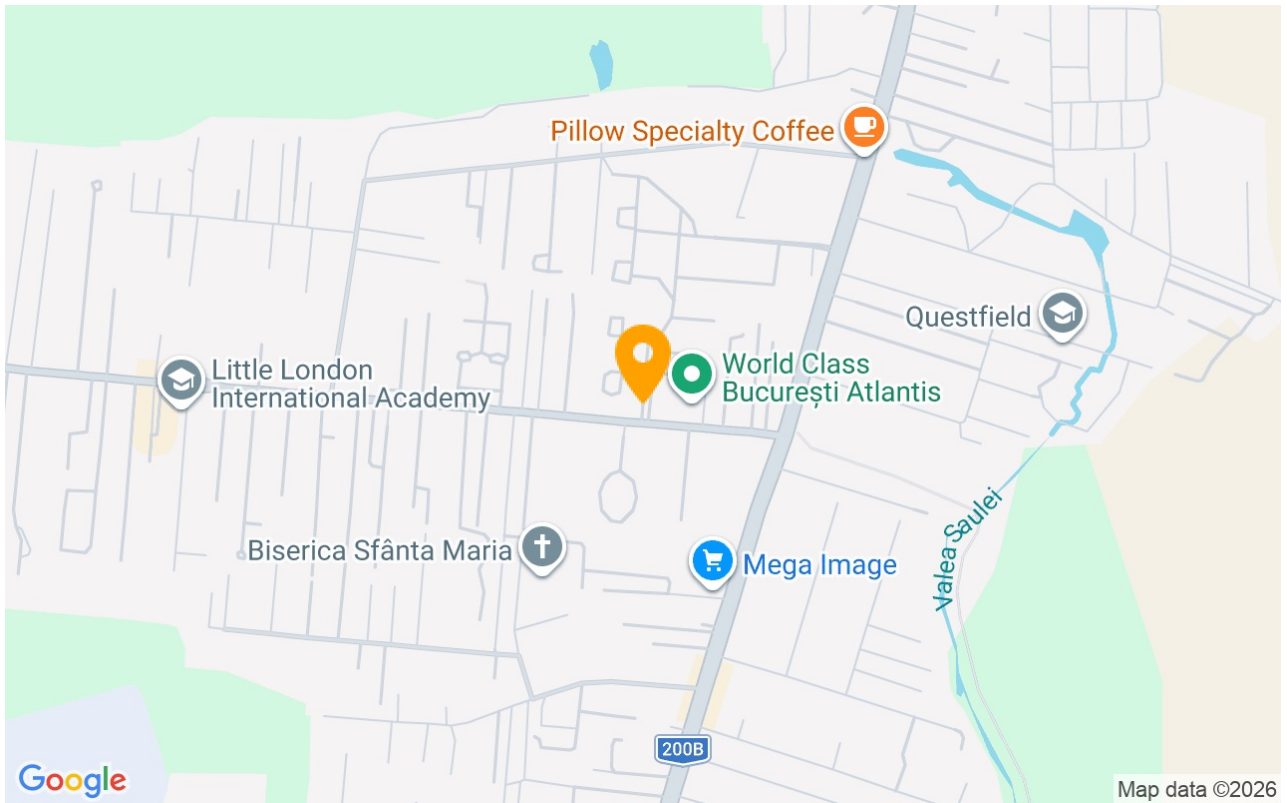 Pillow Specialty Coffee
Questfield
Little London
International Academy
World Class
București Atlantis
Valea Saulei
Biserica Sfânta Maria
Mega Image
200B
Google
Map data ©2026